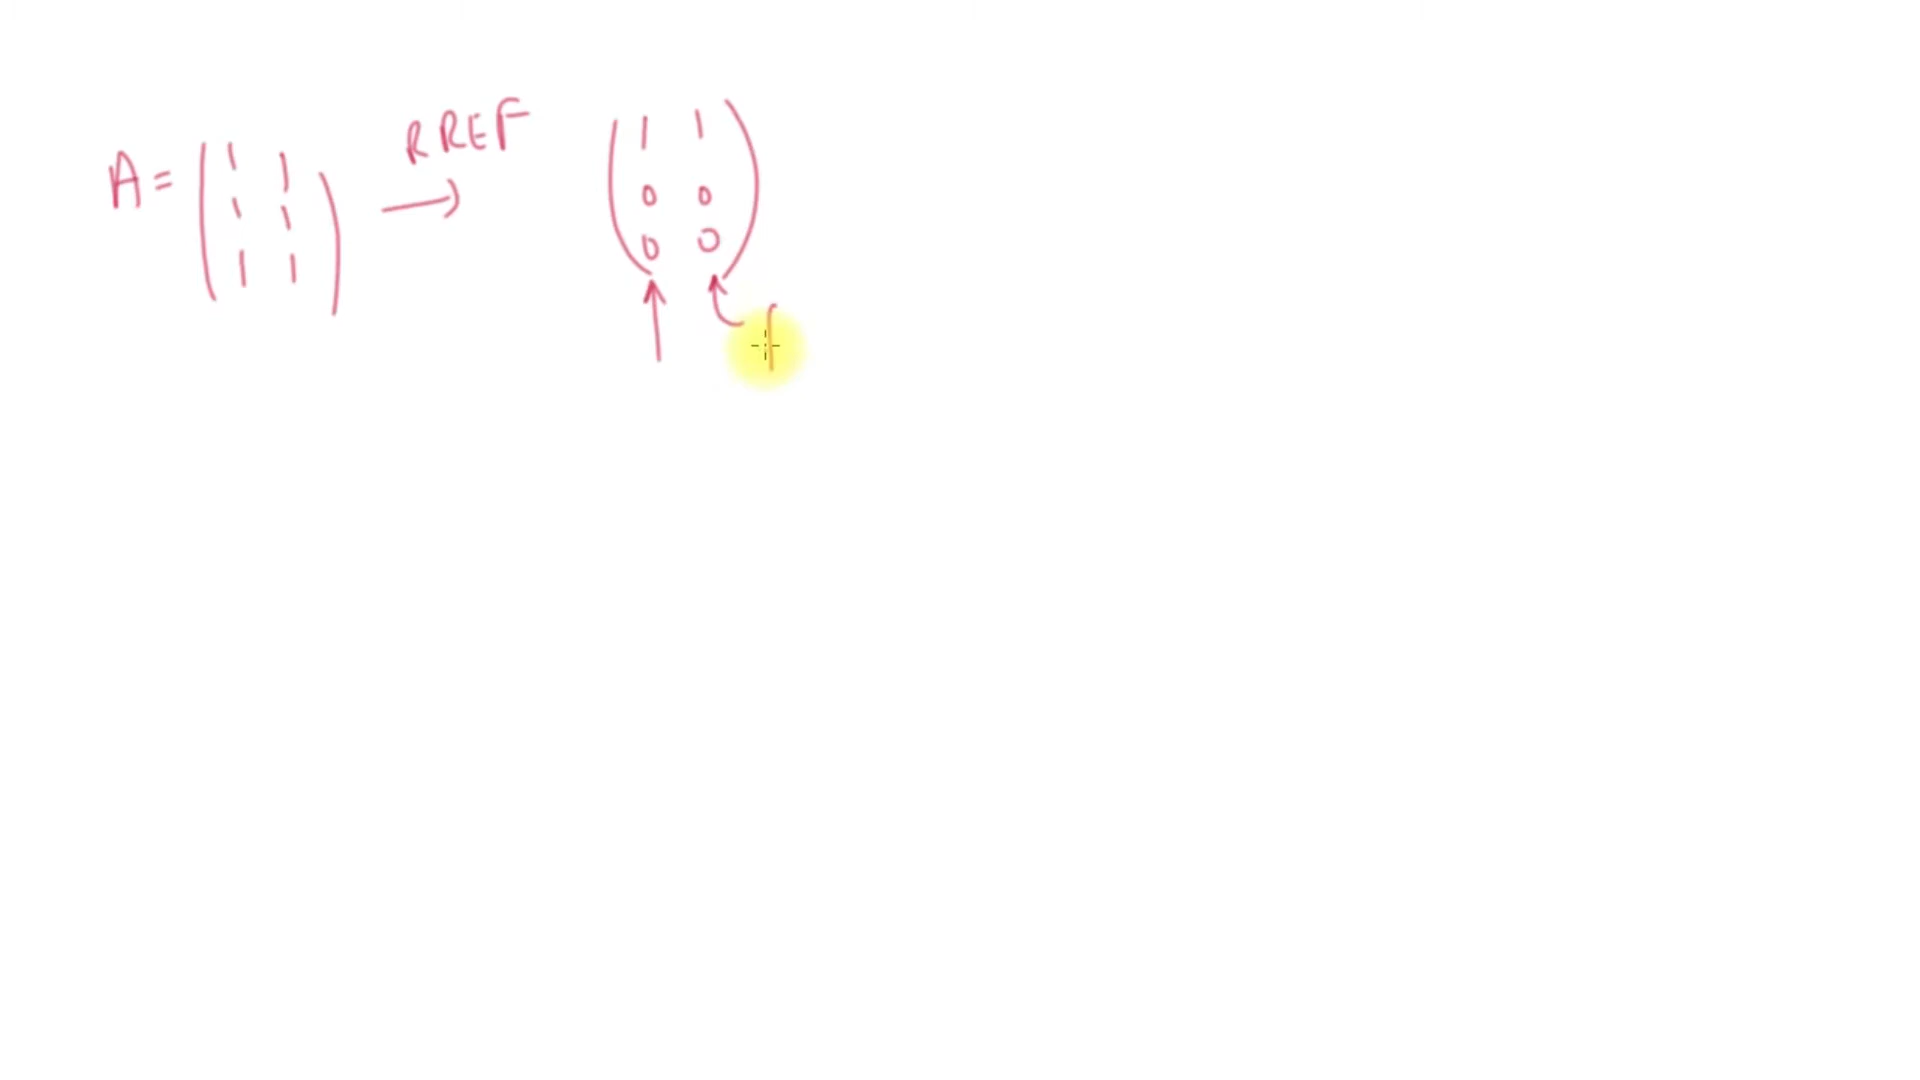 A = ( 1 1 RREF ( 1 1
1 1 → 0 0
1 1 ) 0 0 )
f